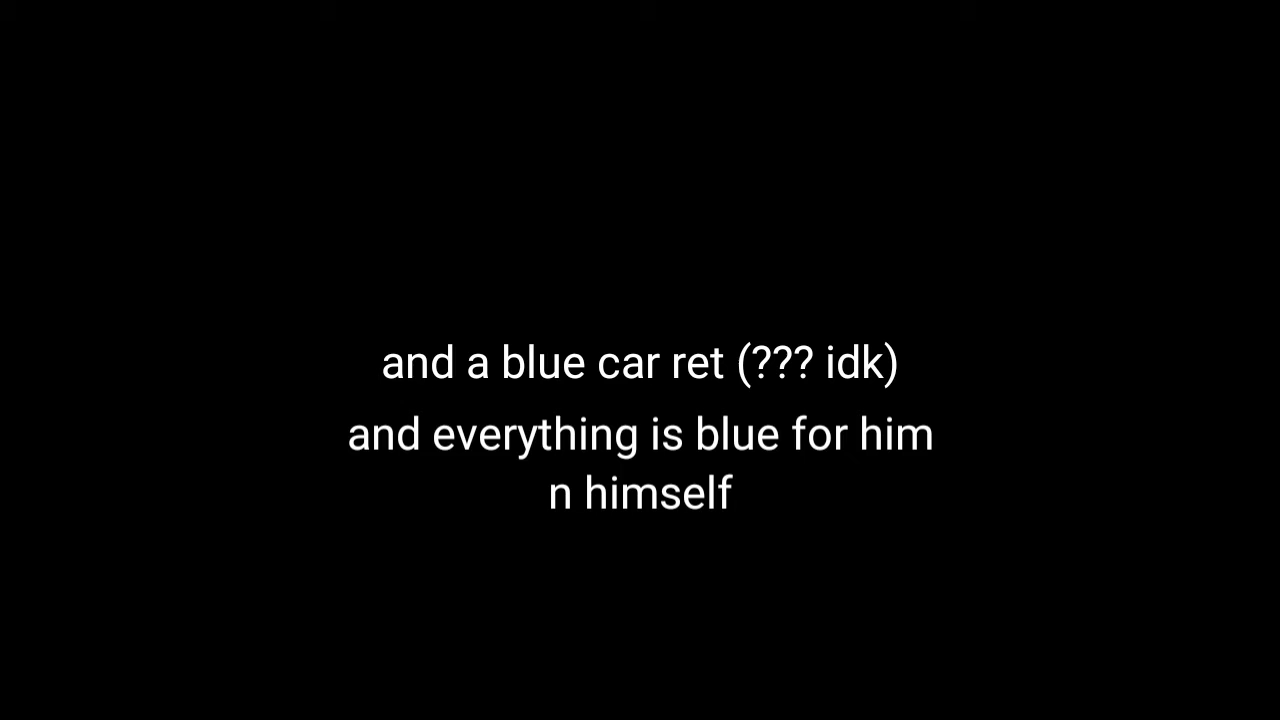 and a blue car ret (??? idk)
and everything is blue for him
n himself